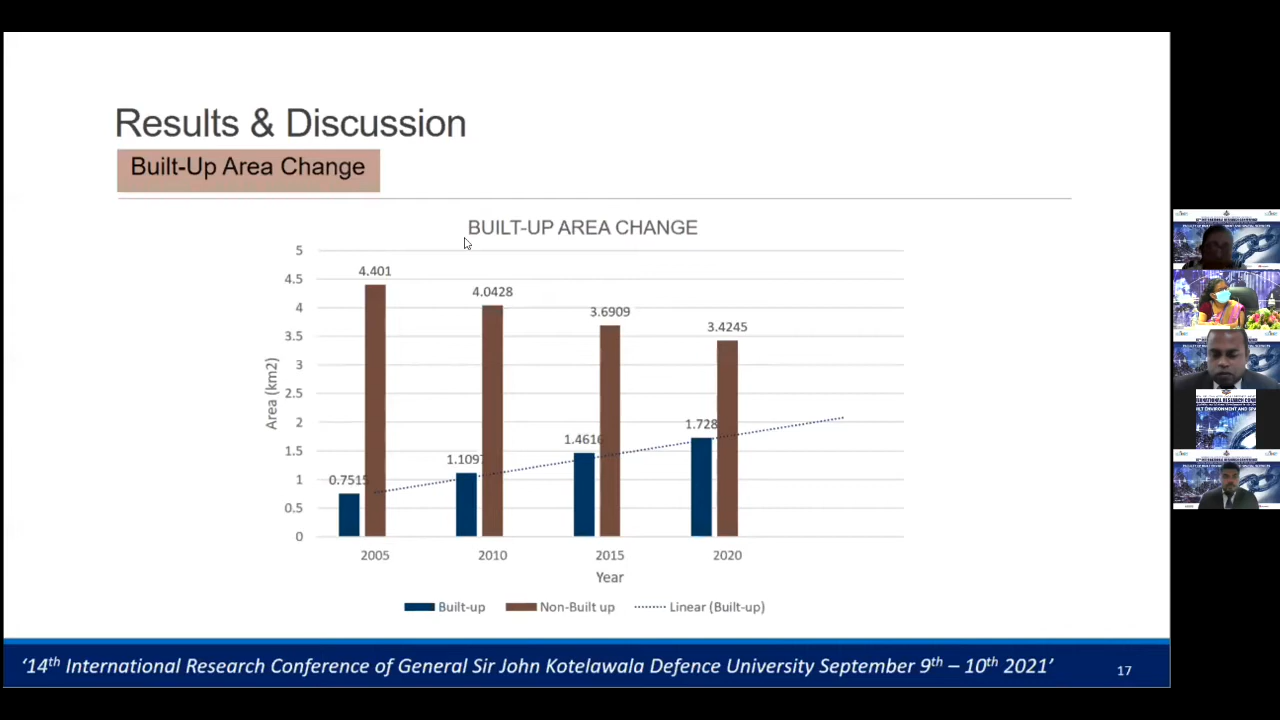 Results & Discussion
Built-Up Area Change
BUILT-UP AREA CHANGE
5
4.5
4
3.5
3
2.5
2
1.5
1
0.5
0
Area (km2)
4.401
4.0428
3.6909
3.4245
0.7515
1.1097
1.4616
1.728
2005 2010 2015 2020
Year
Built-up Non-Built up Linear (Built-up)
‘14th International Research Conference of General Sir John Kotelawala Defence University September 9th – 10th 2021’ 17